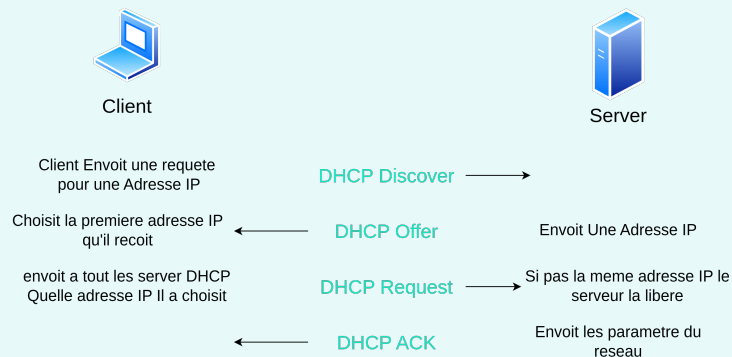 Client
Server
Client Envoit une requete
pour une Adresse IP
DHCP Discover
Choisit la premiere adresse IP
qu'il recoit
DHCP Offer
Envoit Une Adresse IP
envoit a tout les server DHCP
Quelle adresse IP Il a choisit
DHCP Request
Si pas la meme adresse IP le
serveur la libere
DHCP ACK
Envoit les parametre du
reseau